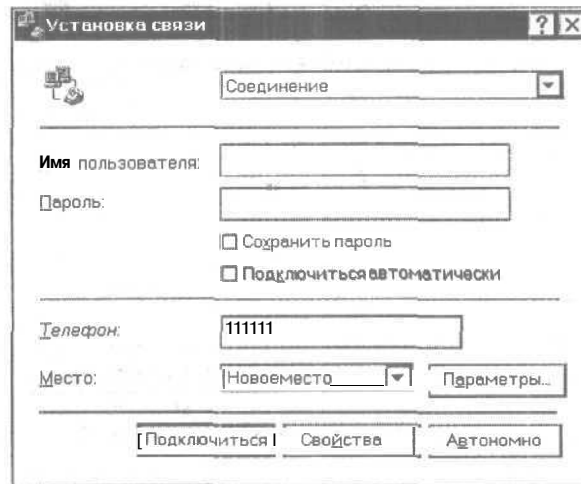 Установка связи
Соединение
Имя пользователя:
Пароль:
Сохранить пароль
Подключиться автоматически
Телефон: 111111
Место: Новоеместо Параметры...
Подключиться Свойства Автономно